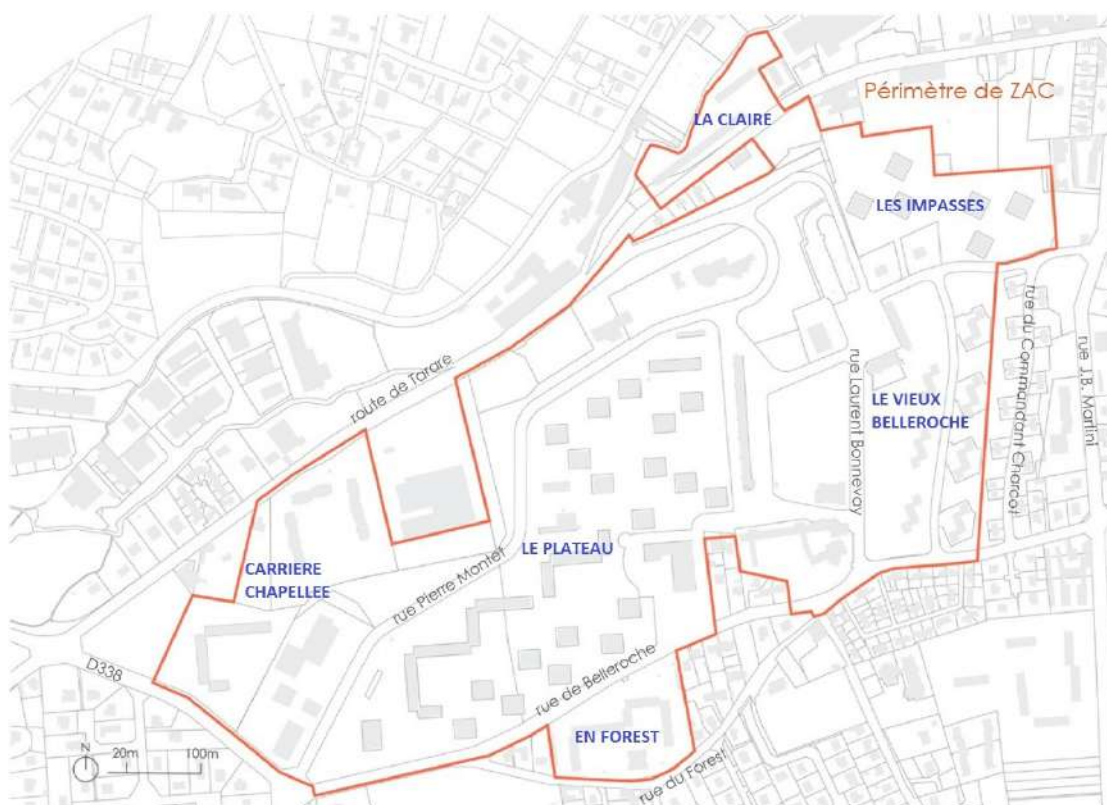 Périmètre de ZAC
LA CLAIRE
LES IMPASSES
rue du Commandant Charcot
rue J.B. Martini
route de Tarare
rue Laurent Bonnevay
LE VIEUX
BELLEROCHE
CARRIERE
CHAPELLEE
LE PLATEAU
rue Pierre Montet
rue de Belleroche
D338
EN FOREST
rue du Forest
N
20m
100m